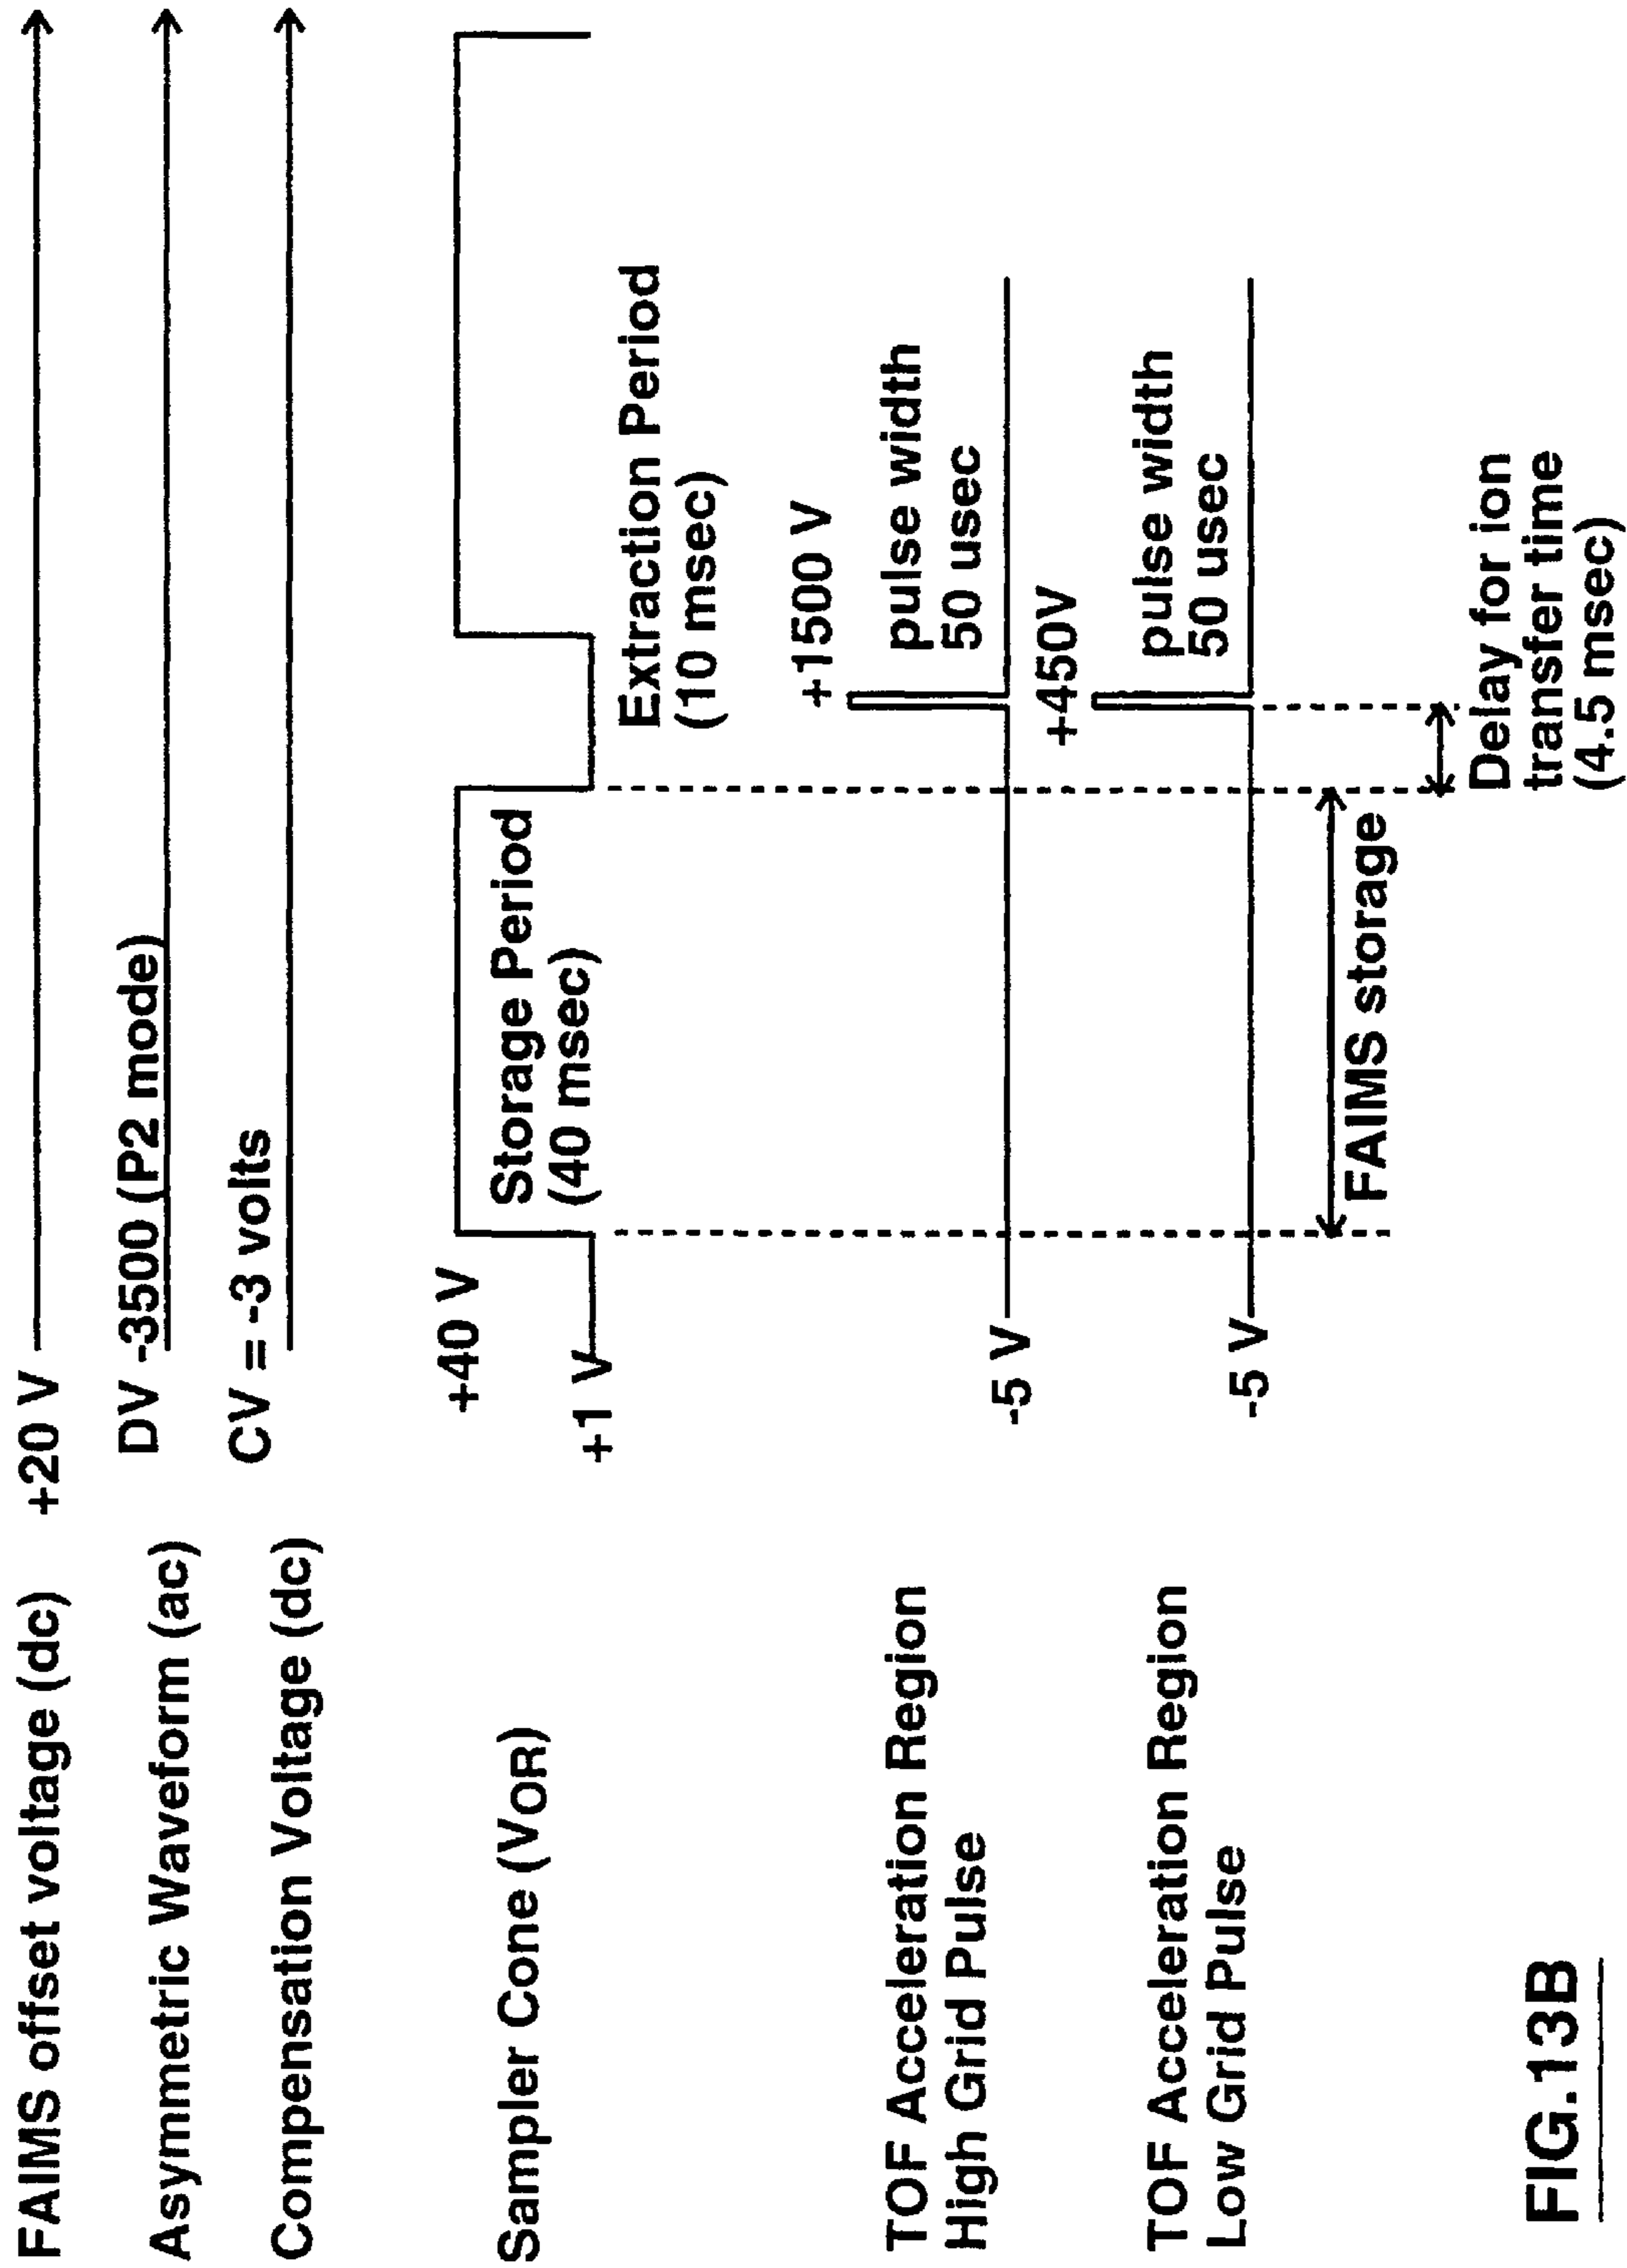 FAIMS offset voltage (dc) +20 V
DV -3500 (P2 mode)
Asymmetric Waveform (ac)
CV = -3 volts
Compensation Voltage (dc)
+40 V
Sampler Cone (VOR)
Storage Period
(40 msec)
+1 V
Extraction Period
(10 msec)
+1500 V
TOF Acceleration Region
High Grid Pulse
pulse width
50 usec
-5 V
+450V
TOF Acceleration Region
Low Grid Pulse
pulse width
50 usec
-5 V
FAIMS storage
Delay for ion
transfer time
(4.5 msec)
FIG.13B